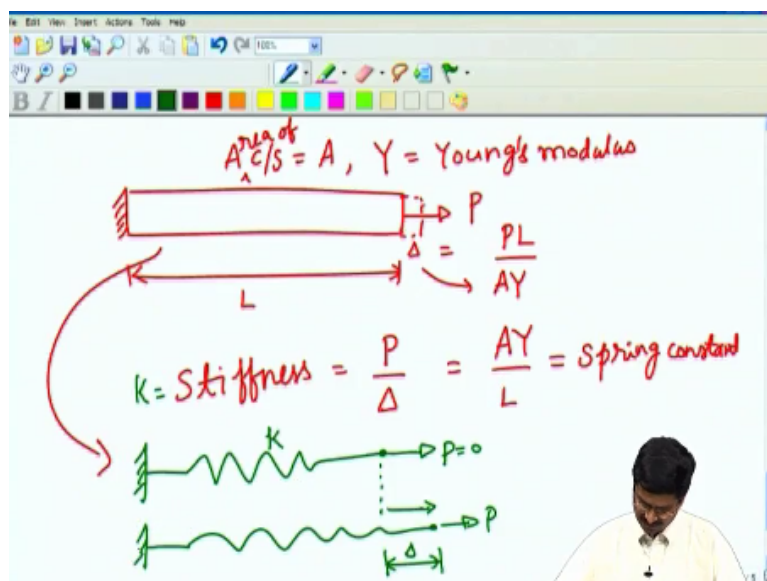 File Edit View Insert Actions Tools Help
100%
B I
Area of C/S = A, Y = Young's modulus
P
Δ = PL / AY
L
K = Stiffness = P / Δ = AY / L = Spring constant
K
P=0
P
Δ